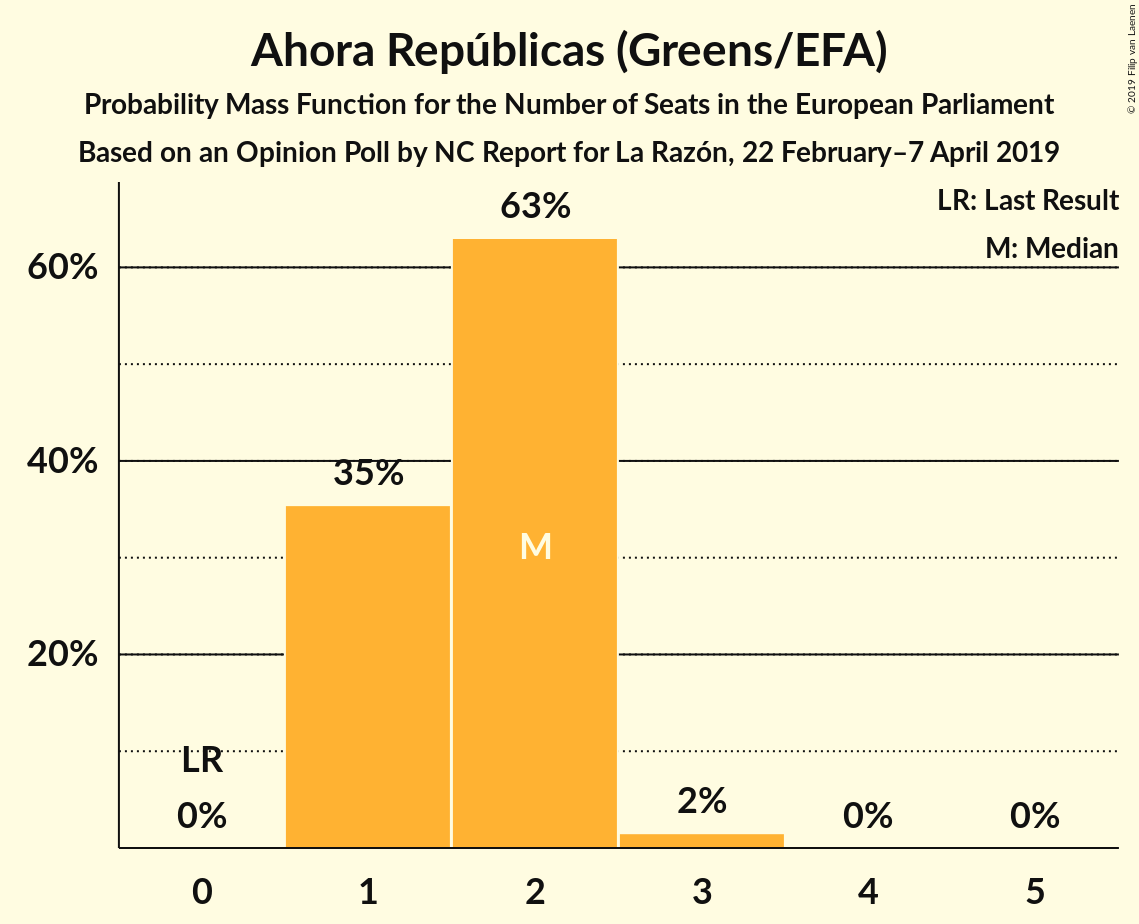 Ahora Repúblicas (Greens/EFA)
Probability Mass Function for the Number of Seats in the European Parliament
Based on an Opinion Poll by NC Report for La Razón, 22 February–7 April 2019
© 2019 Filip van Laenen
LR: Last Result
M: Median
63%
60%
40%
35%
M
20%
LR
0%
2%
0%
0%
0 1 2 3 4 5